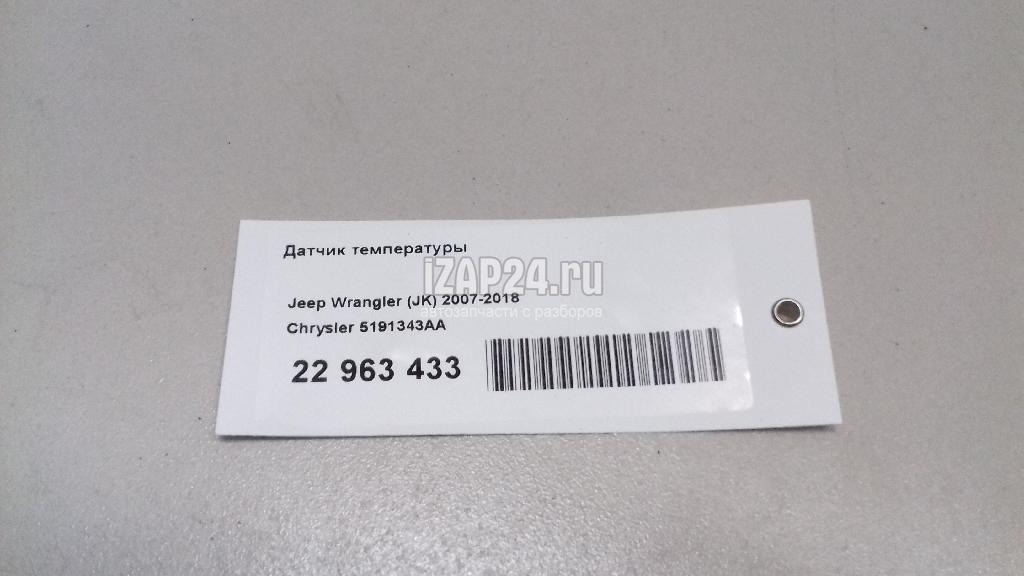 Датчик температуры
iZAP24.ru
Jeep Wrangler (JK) 2007-2018
автозапчасти с разборов
Chrysler 5191343AA
22 963 433